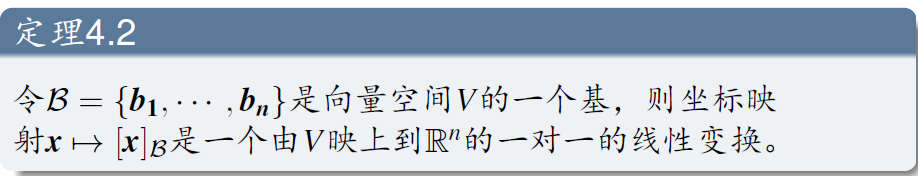 定理4.2
令ℬ = {b₁, ⋯ , bₙ}是向量空间V的一个基，则坐标映
射x ↦ [x]ℬ是一个由V映上到ℝⁿ的一对一的线性变换。